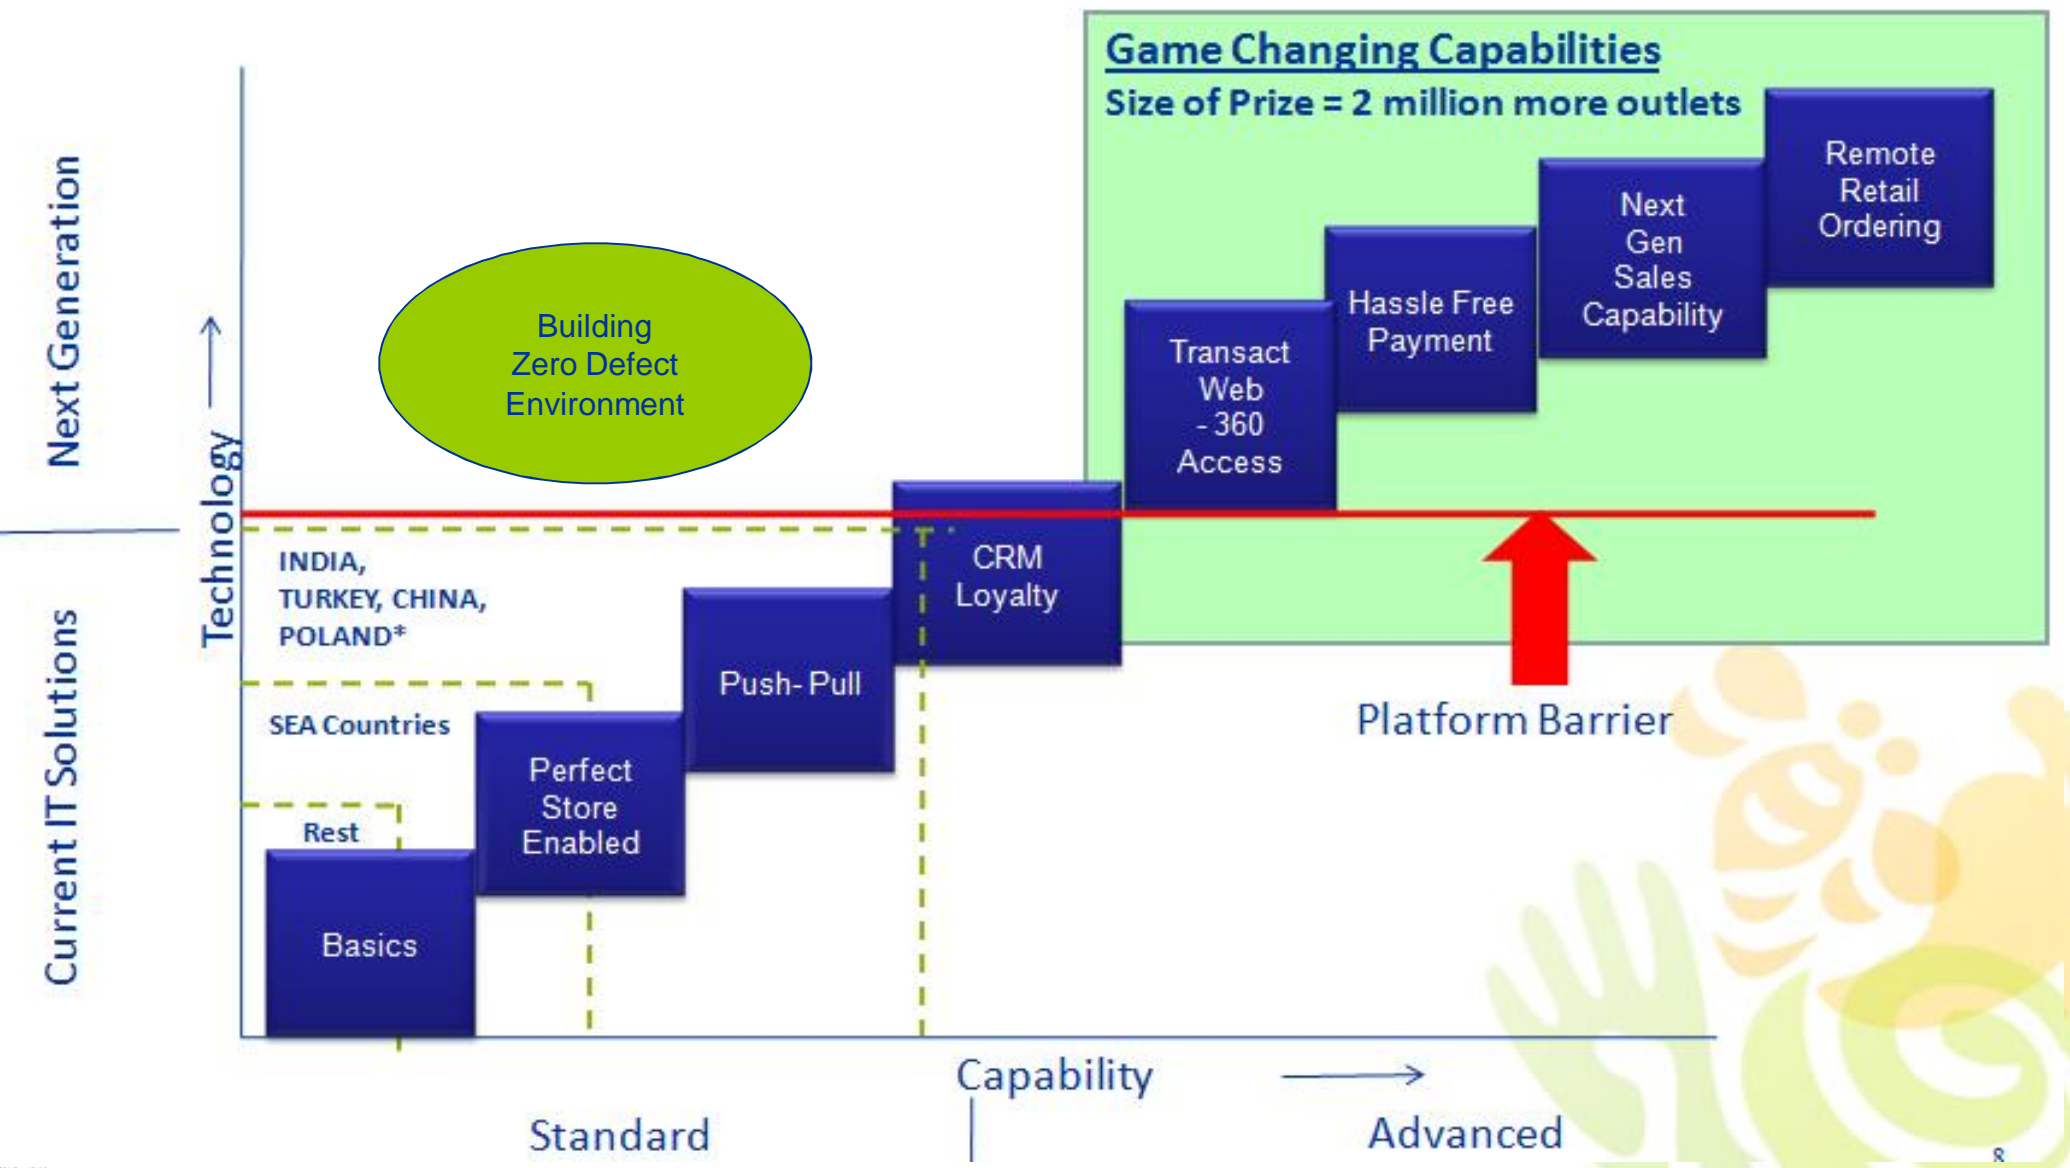 Game Changing Capabilities
Size of Prize = 2 million more outlets
Next Generation
Current IT Solutions
Technology
Building
Zero Defect
Environment
Remote
Retail
Ordering
Next
Gen
Sales
Capability
Hassle Free
Payment
Transact
Web
- 360
Access
CRM
Loyalty
Push- Pull
Perfect
Store
Enabled
Basics
INDIA,
TURKEY, CHINA,
POLAND*
SEA Countries
Rest
Platform Barrier
Capability
Standard
Advanced
8